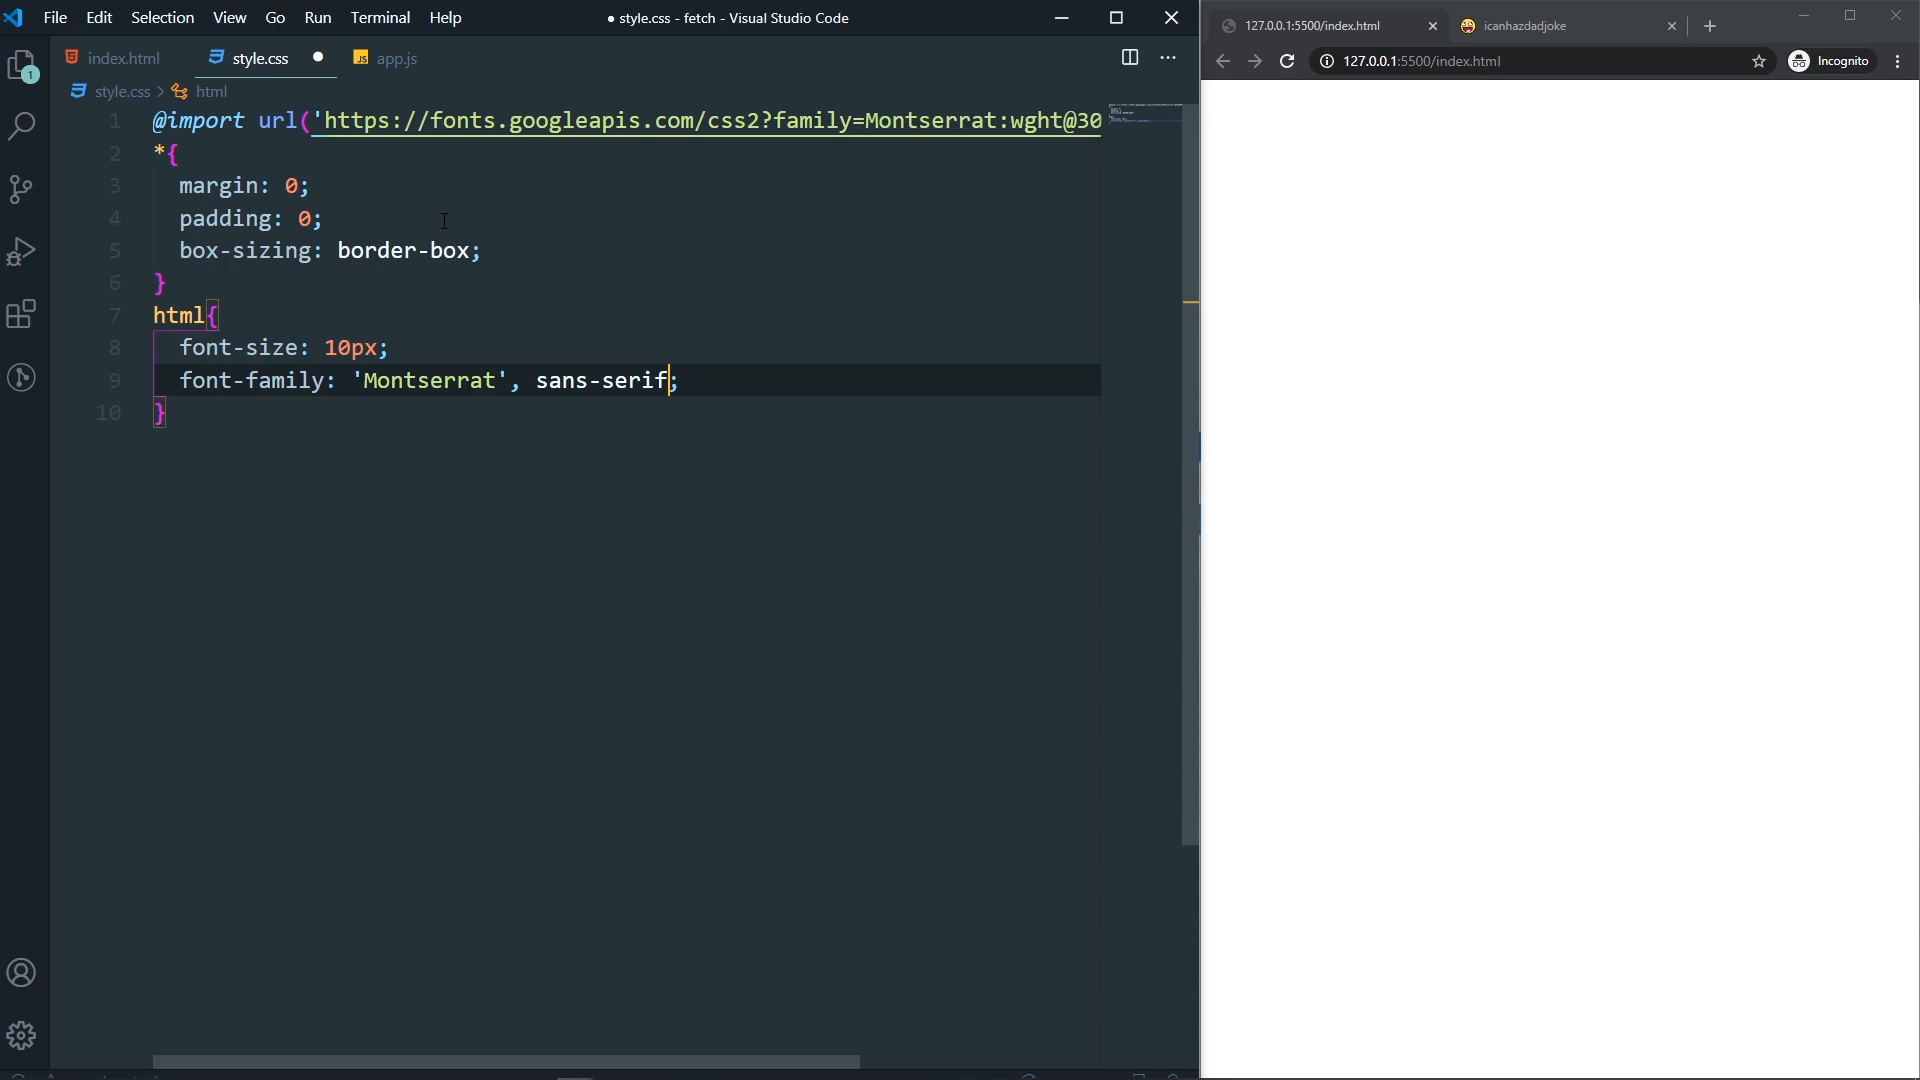 File Edit Selection View Go Run Terminal Help
● style.css - fetch - Visual Studio Code
index.html style.css ● JS app.js
1
style.css > html
1 @import url('https://fonts.googleapis.com/css2?family=Montserrat:wght@30
2 *{
3 margin: 0;
4 padding: 0;
5 box-sizing: border-box;
6 }
7 html{
8 font-size: 10px;
9 font-family: 'Montserrat', sans-serif;
10 }
127.0.0.1:5500/index.html
icanhazdadjoke
127.0.0.1:5500/index.html
Incognito